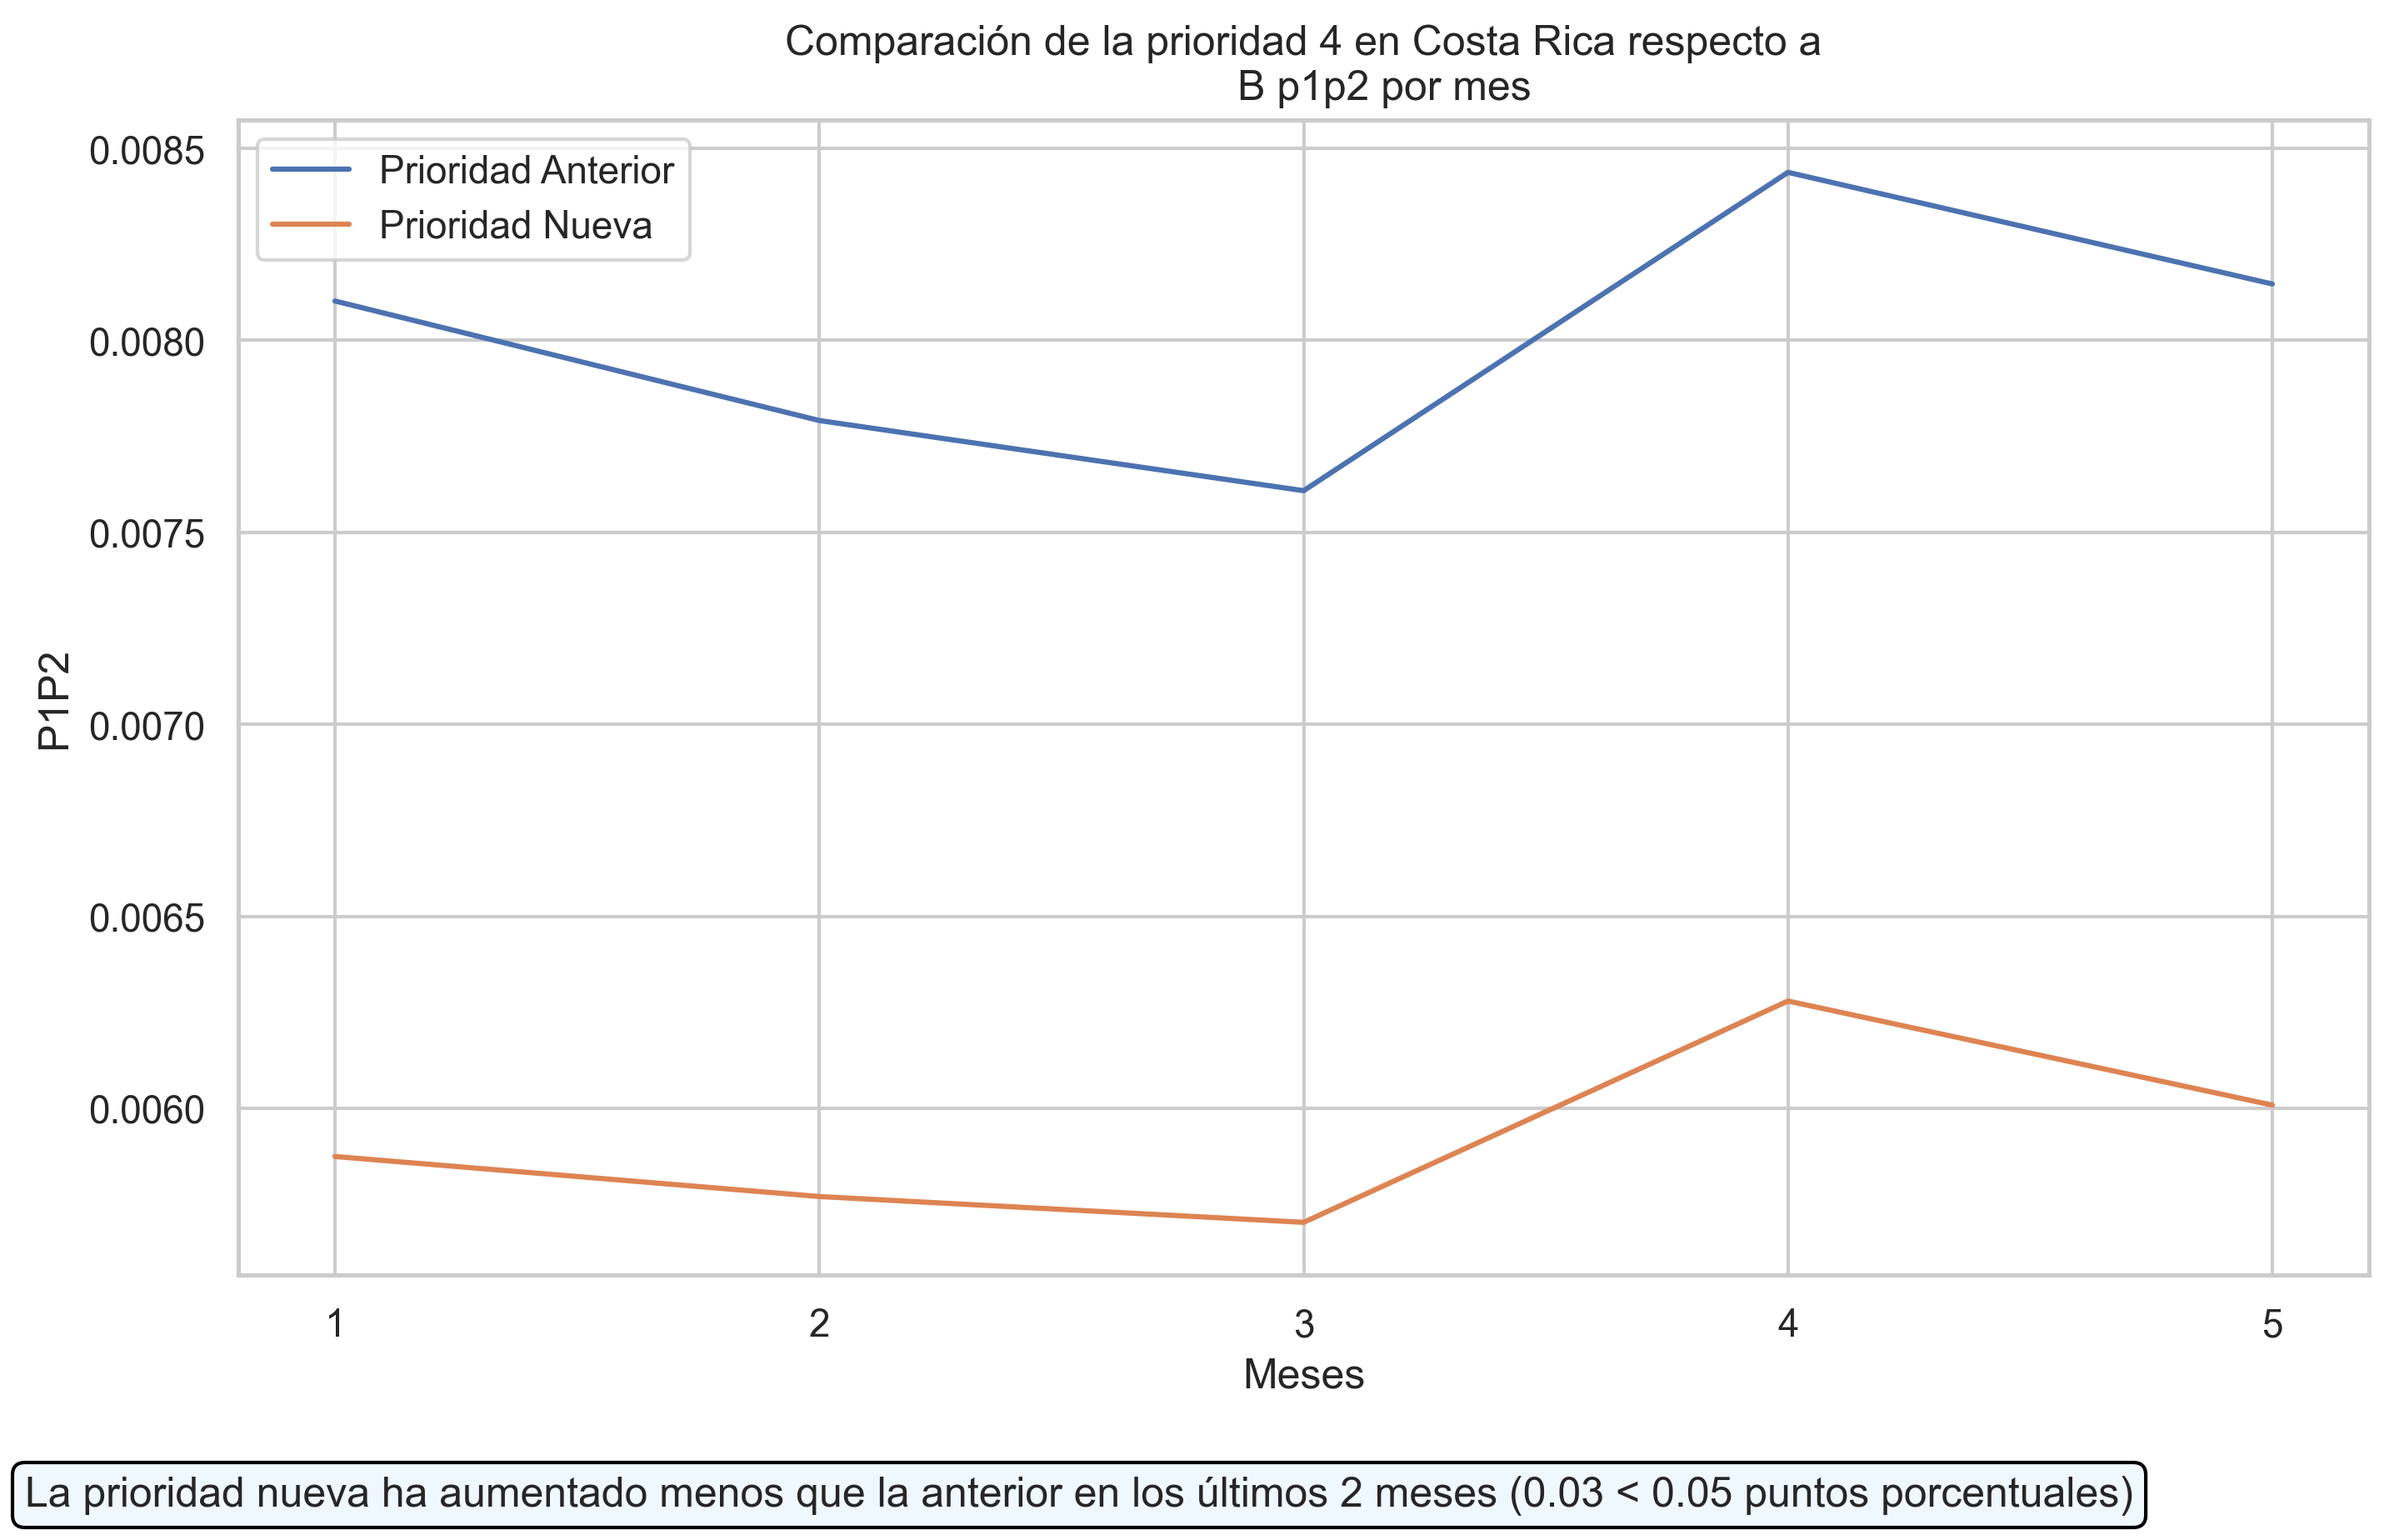 Comparación de la prioridad 4 en Costa Rica respecto a
B p1p2 por mes
0.0085
0.0080
0.0075
0.0070
0.0065
0.0060
P1P2
Prioridad Anterior
Prioridad Nueva
1 2 3 4 5
Meses
La prioridad nueva ha aumentado menos que la anterior en los últimos 2 meses (0.03 < 0.05 puntos porcentuales)